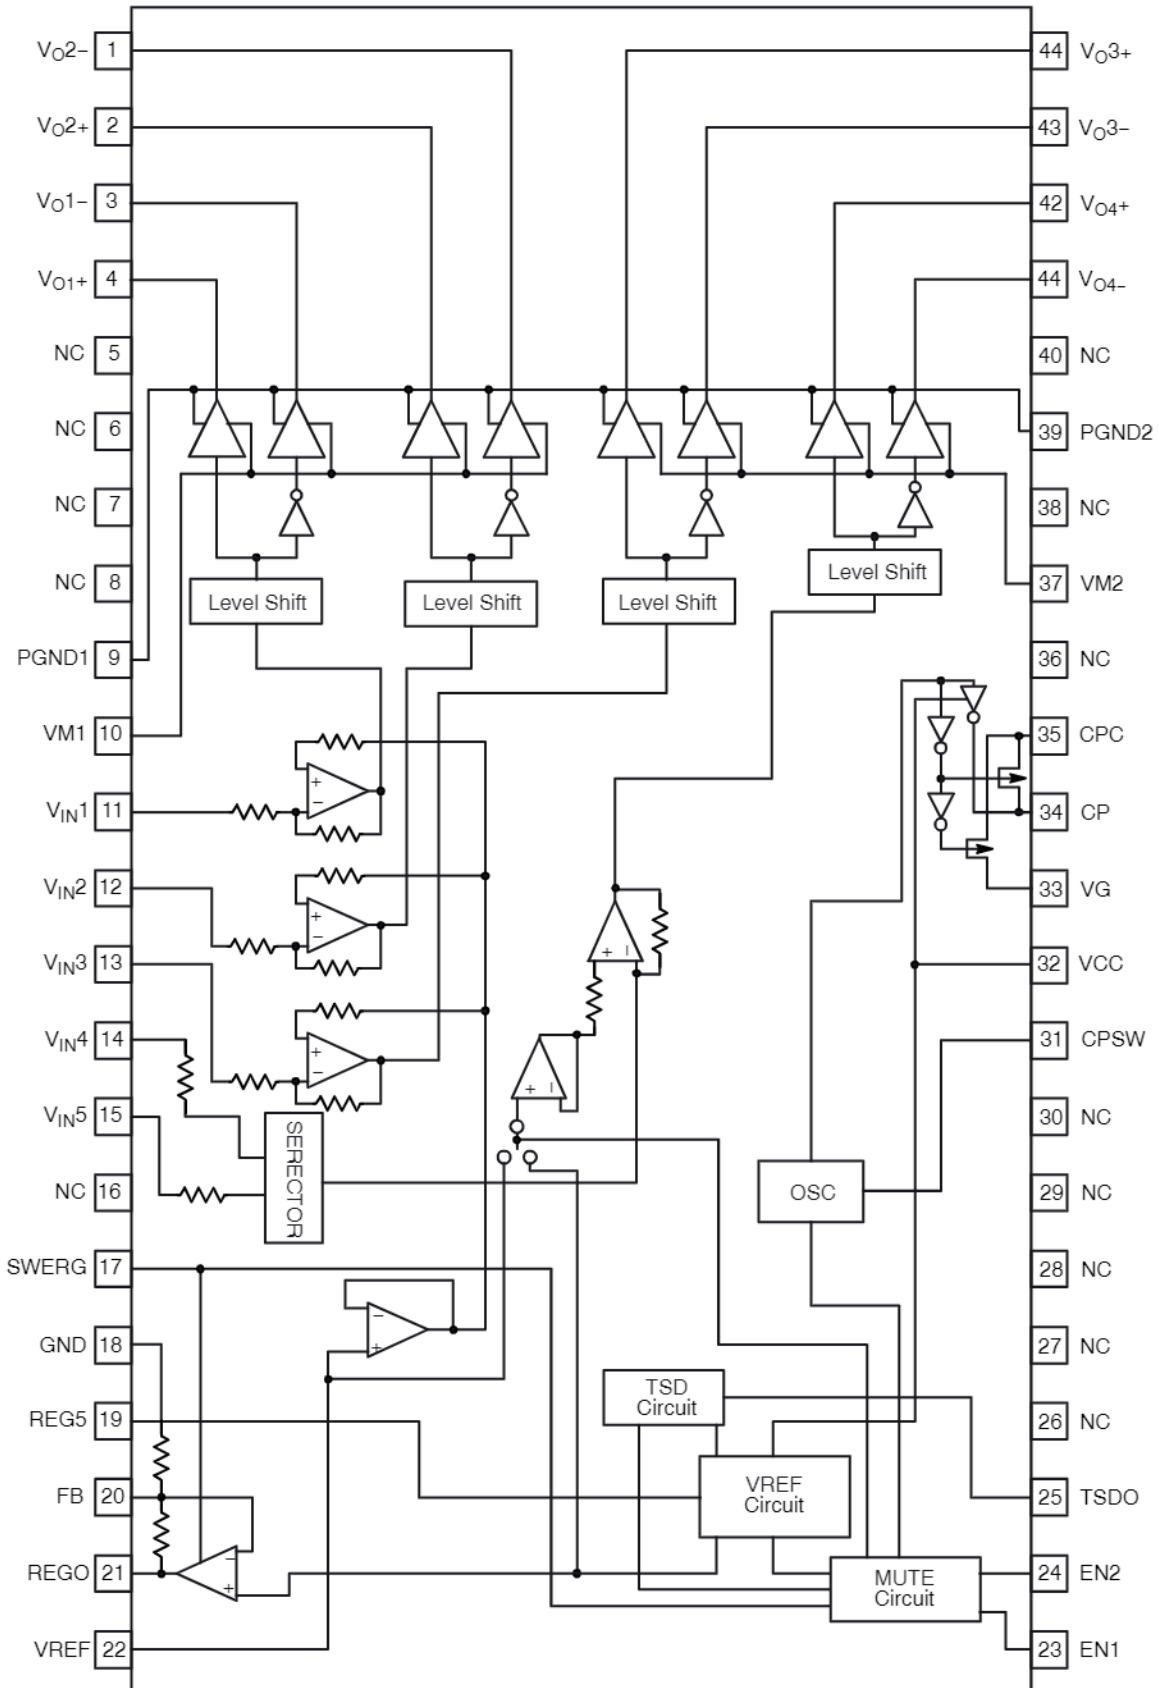 VO2− 1
VO2+ 2
VO1− 3
VO1+ 4
NC 5
NC 6
NC 7
NC 8
PGND1 9
VM1 10
VIN1 11
VIN2 12
VIN3 13
VIN4 14
VIN5 15
NC 16
SWERG 17
GND 18
REG5 19
FB 20
REGO 21
VREF 22
44 VO3+
43 VO3−
42 VO4+
44 VO4−
40 NC
39 PGND2
38 NC
37 VM2
36 NC
35 CPC
34 CP
33 VG
32 VCC
31 CPSW
30 NC
29 NC
28 NC
27 NC
26 NC
25 TSDO
24 EN2
23 EN1
Level Shift
Level Shift
Level Shift
Level Shift
+
−
+
−
+
−
+ −
+ −
SERECTOR
OSC
−
+
TSD
Circuit
VREF
Circuit
−
+
MUTE
Circuit